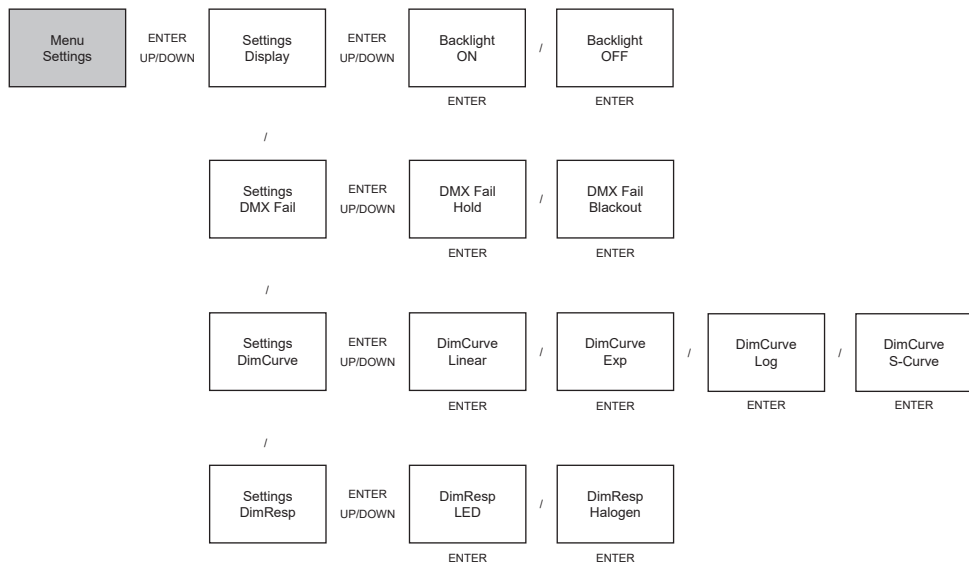 Menu
Settings
ENTER
UP/DOWN
Settings
Display
ENTER
UP/DOWN
Backlight
ON
/
Backlight
OFF
ENTER
ENTER
/
Settings
DMX Fail
ENTER
UP/DOWN
DMX Fail
Hold
/
DMX Fail
Blackout
ENTER
ENTER
/
Settings
DimCurve
ENTER
UP/DOWN
DimCurve
Linear
/
DimCurve
Exp
/
DimCurve
Log
/
DimCurve
S-Curve
ENTER
ENTER
ENTER
ENTER
/
Settings
DimResp
ENTER
UP/DOWN
DimResp
LED
/
DimResp
Halogen
ENTER
ENTER